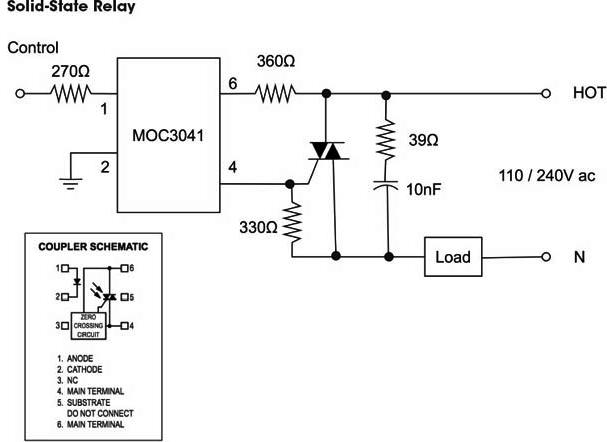 Solid-State Relay
Control
270Ω
360Ω
6
HOT
1
MOC3041
39Ω
2
4
110 / 240V ac
10nF
330Ω
Load
N
COUPLER SCHEMATIC
1 6
2 5
3 4
ZERO
CROSSING
CIRCUIT
1. ANODE
2. CATHODE
3. NC
4. MAIN TERMINAL
5. SUBSTRATE
DO NOT CONNECT
6. MAIN TERMINAL